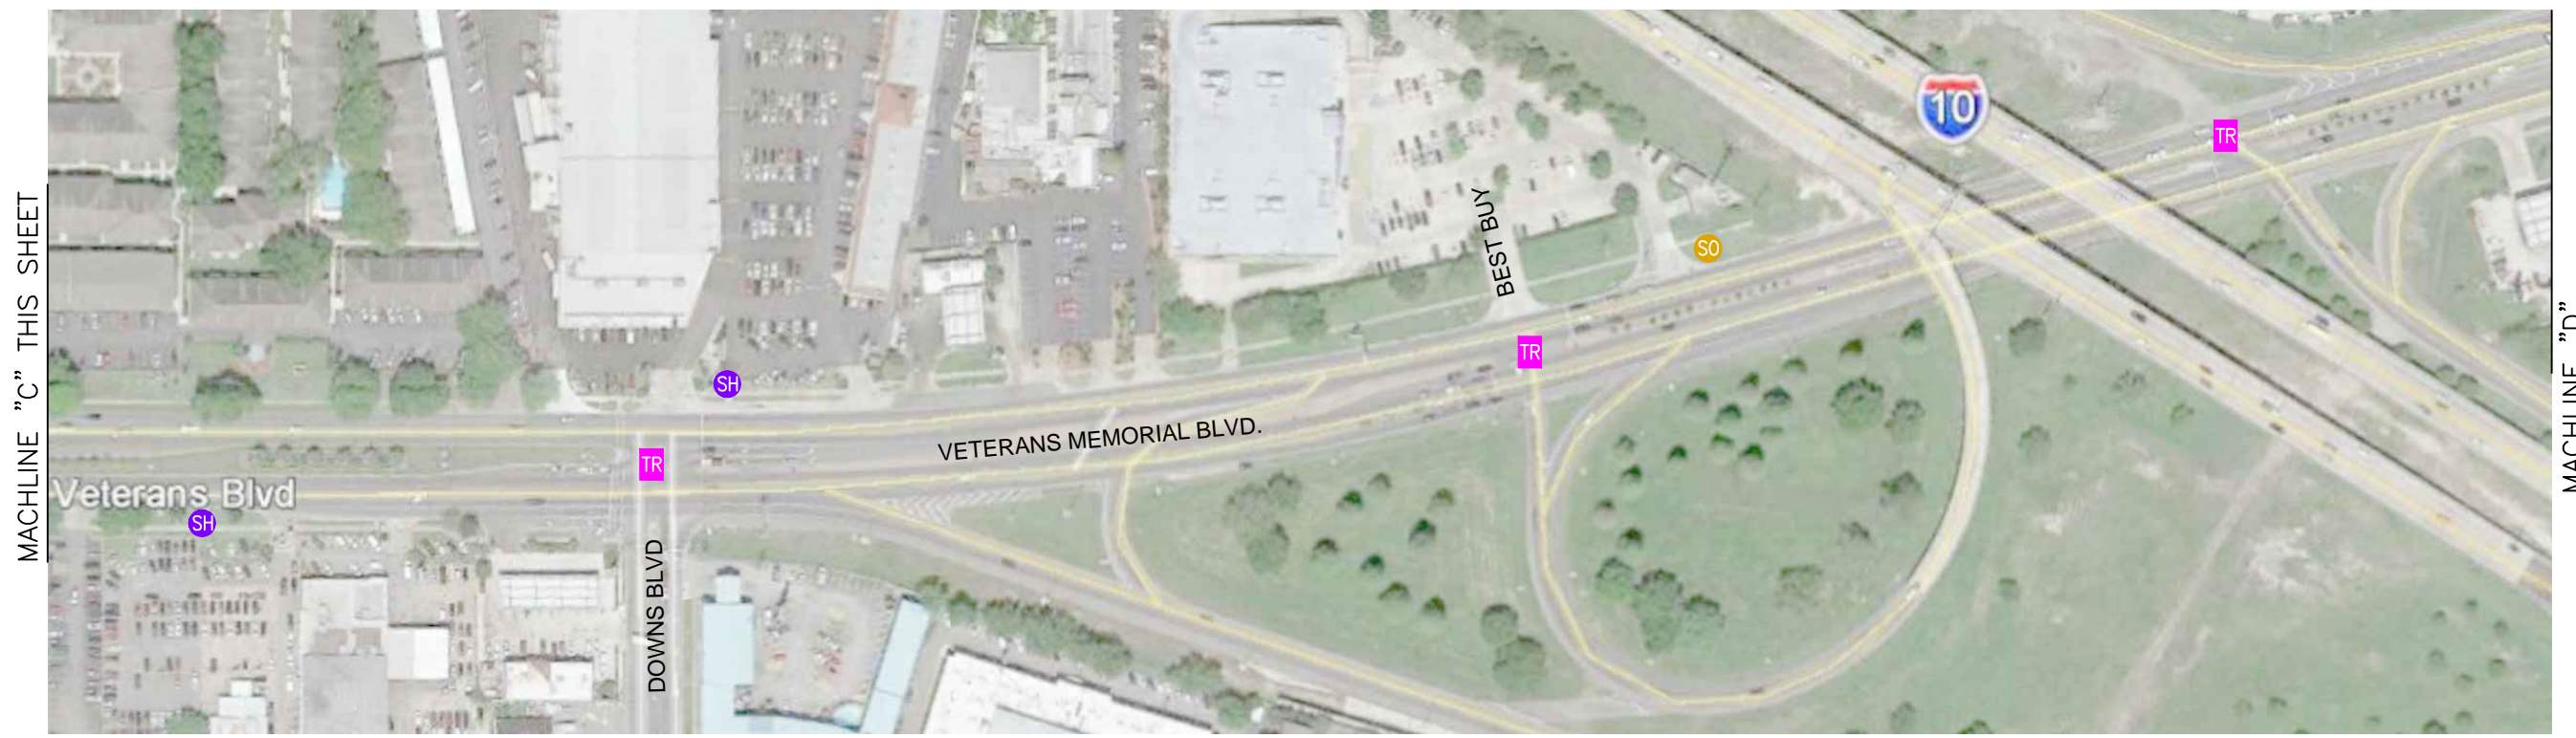 MACHLINE "C" THIS SHEET
10
TR
BEST BUY
SO
TR
SH
VETERANS MEMORIAL BLVD.
TR
Veterans Blvd
SH
DOWNS BLVD
MACHLINE "D"